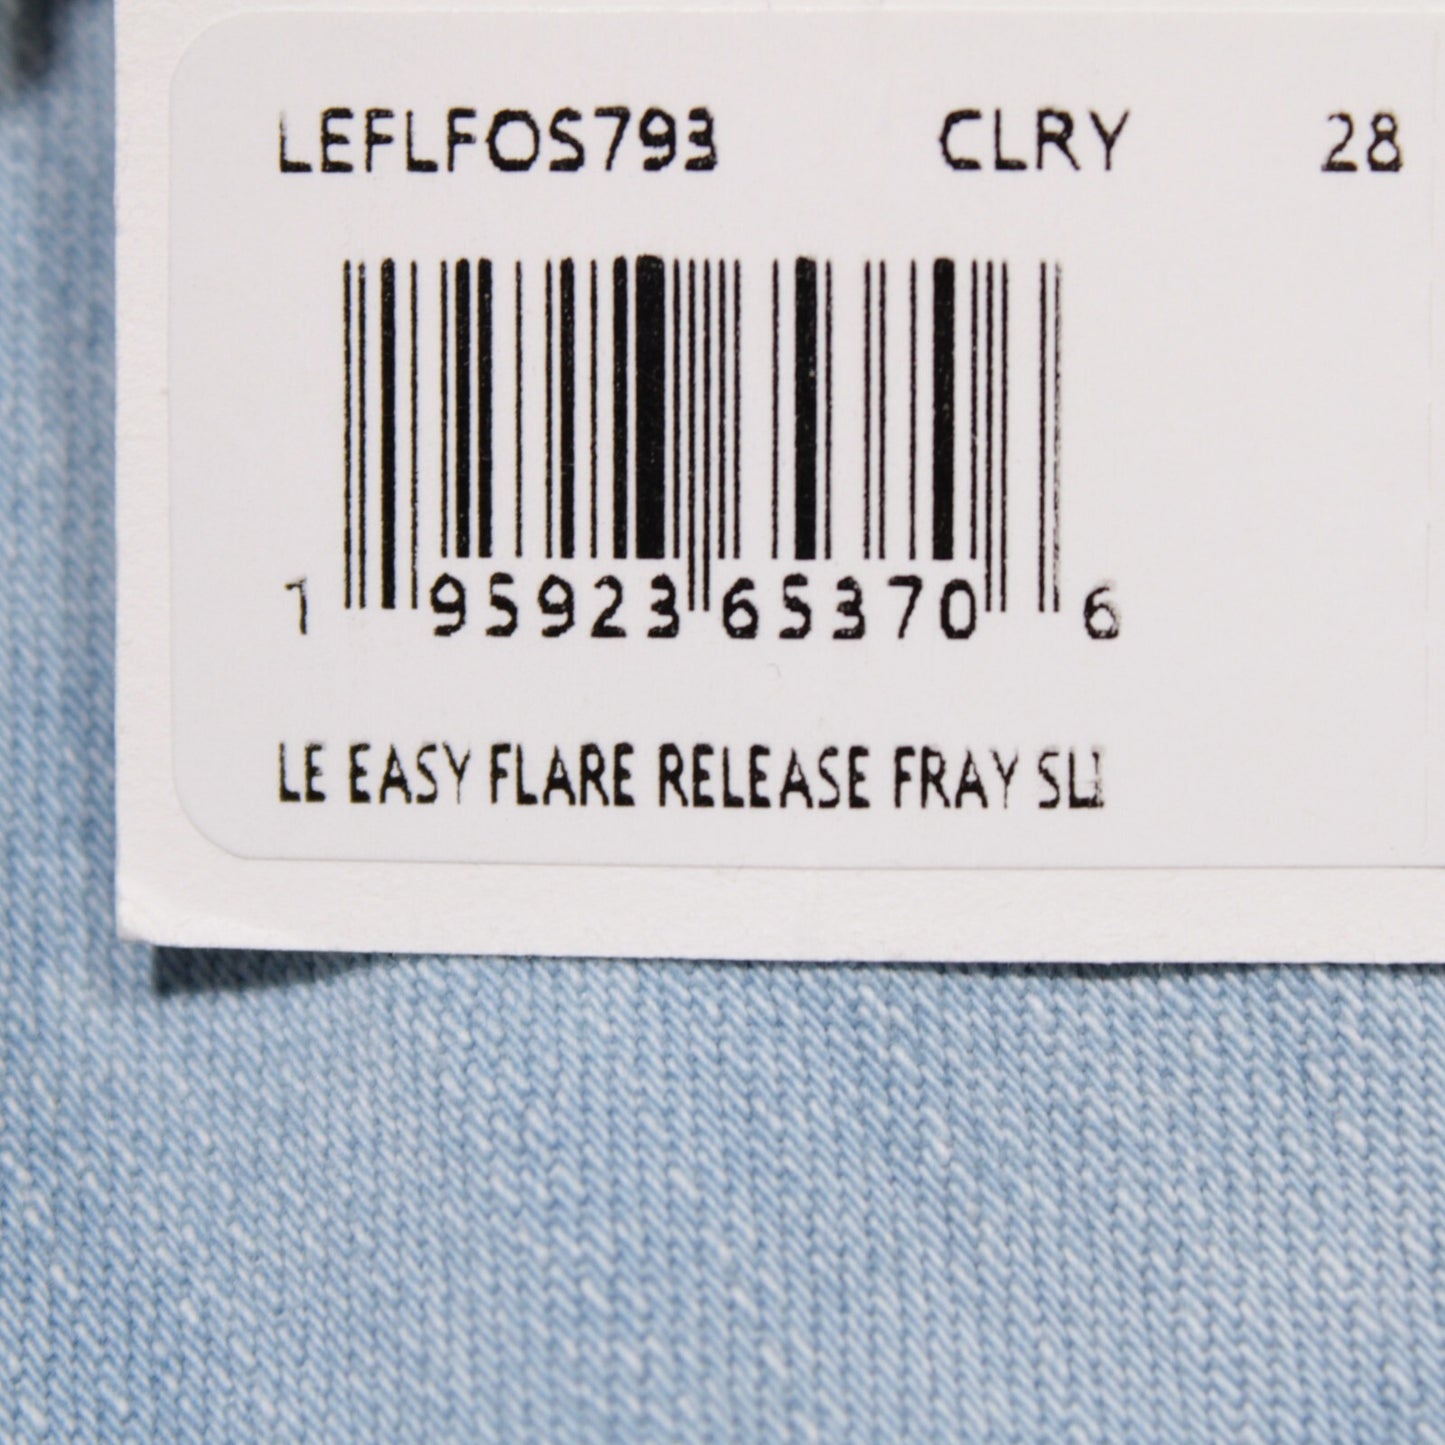 LEFLFOS793 CLRY 28
1 95923 65370 6
LE EASY FLARE RELEASE FRAY SLI